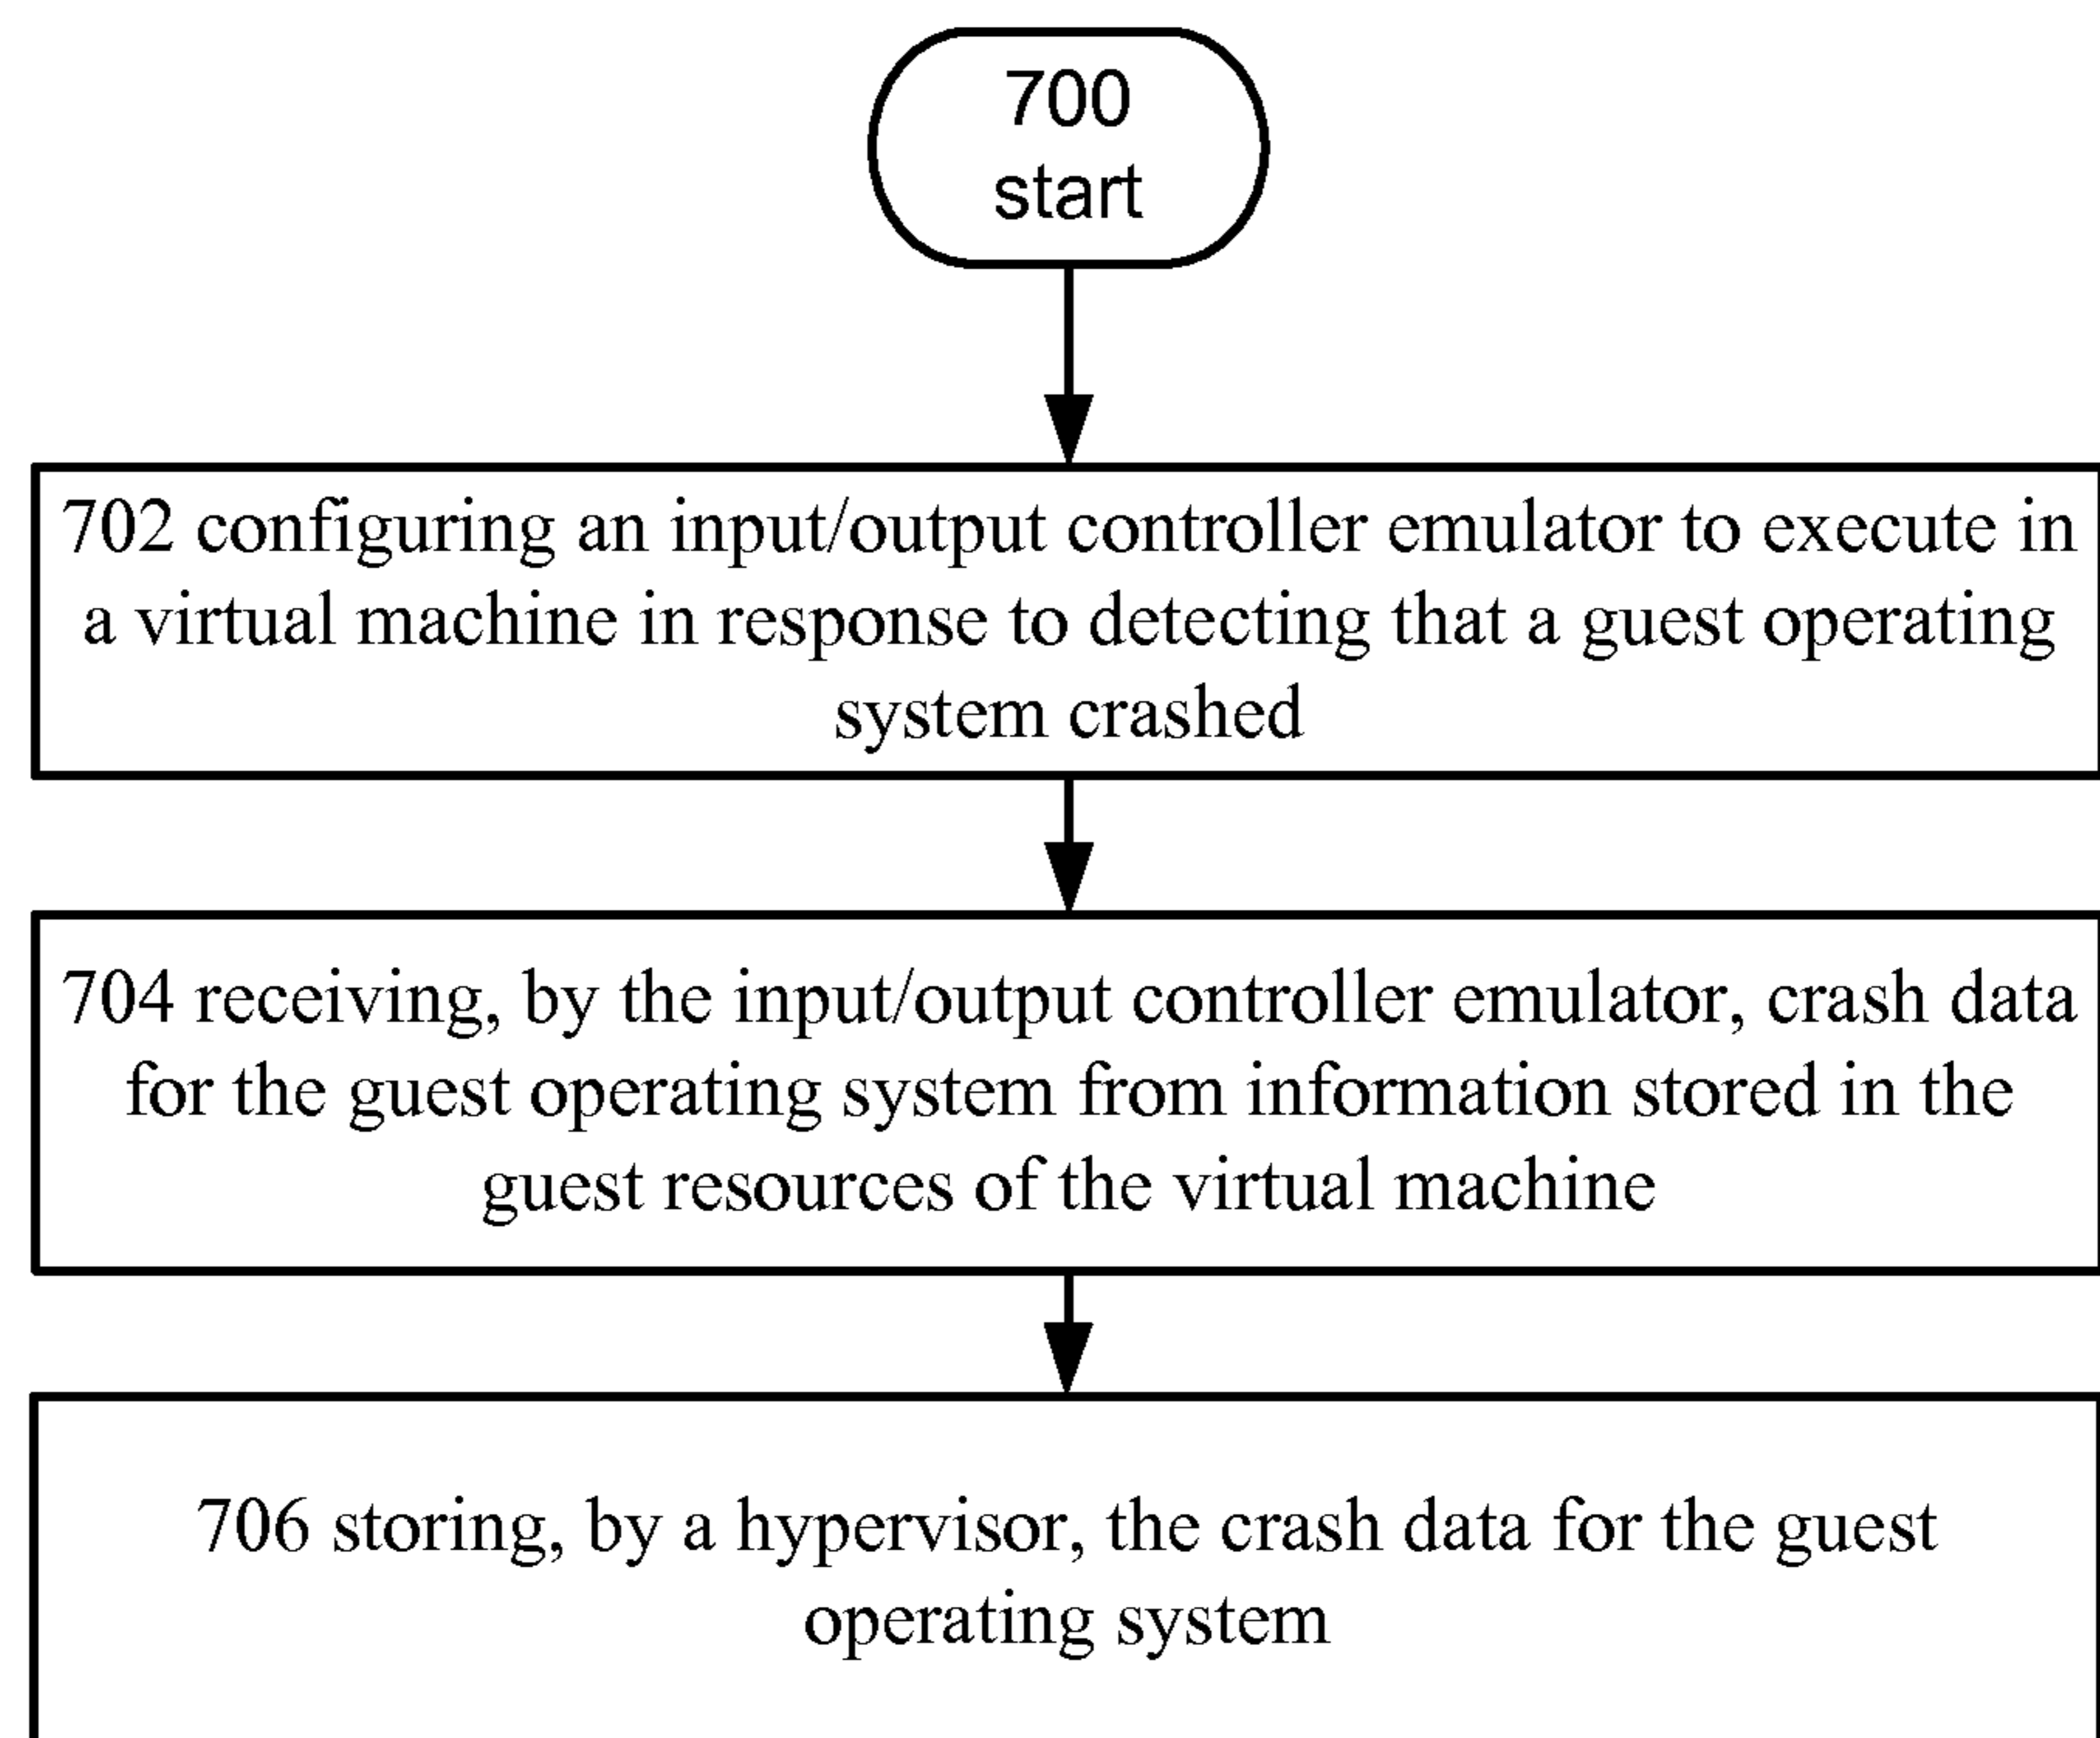 700
start
702 configuring an input/output controller emulator to execute in
a virtual machine in response to detecting that a guest operating
system crashed
704 receiving, by the input/output controller emulator, crash data
for the guest operating system from information stored in the
guest resources of the virtual machine
706 storing, by a hypervisor, the crash data for the guest
operating system